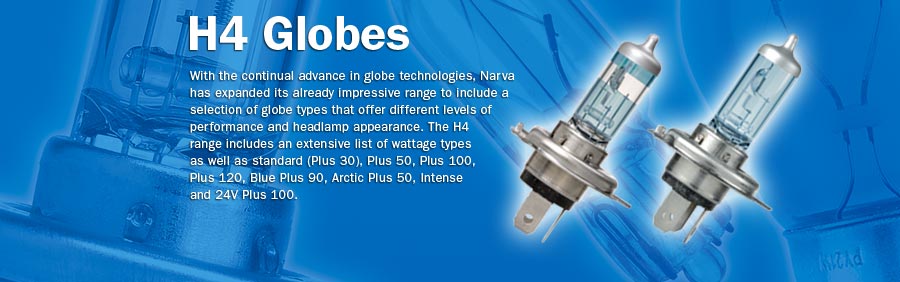 H4 Globes
With the continual advance in globe technologies, Narva
has expanded its already impressive range to include a
selection of globe types that offer different levels of
performance and headlamp appearance. The H4
range includes an extensive list of wattage types
as well as standard (Plus 30), Plus 50, Plus 100,
Plus 120, Blue Plus 90, Arctic Plus 50, Intense
and 24V Plus 100.